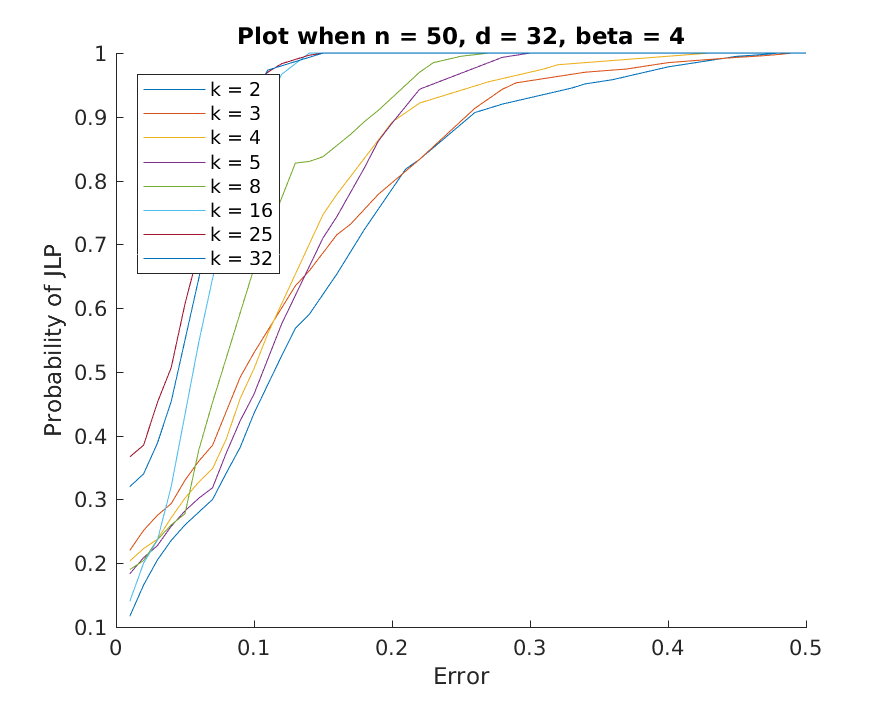 Plot when n = 50, d = 32, beta = 4
1
0.9
0.8
0.7
0.6
0.5
0.4
0.3
0.2
0.1
Probability of JLP
k = 2
k = 3
k = 4
k = 5
k = 8
k = 16
k = 25
k = 32
0 0.1 0.2 0.3 0.4 0.5
Error